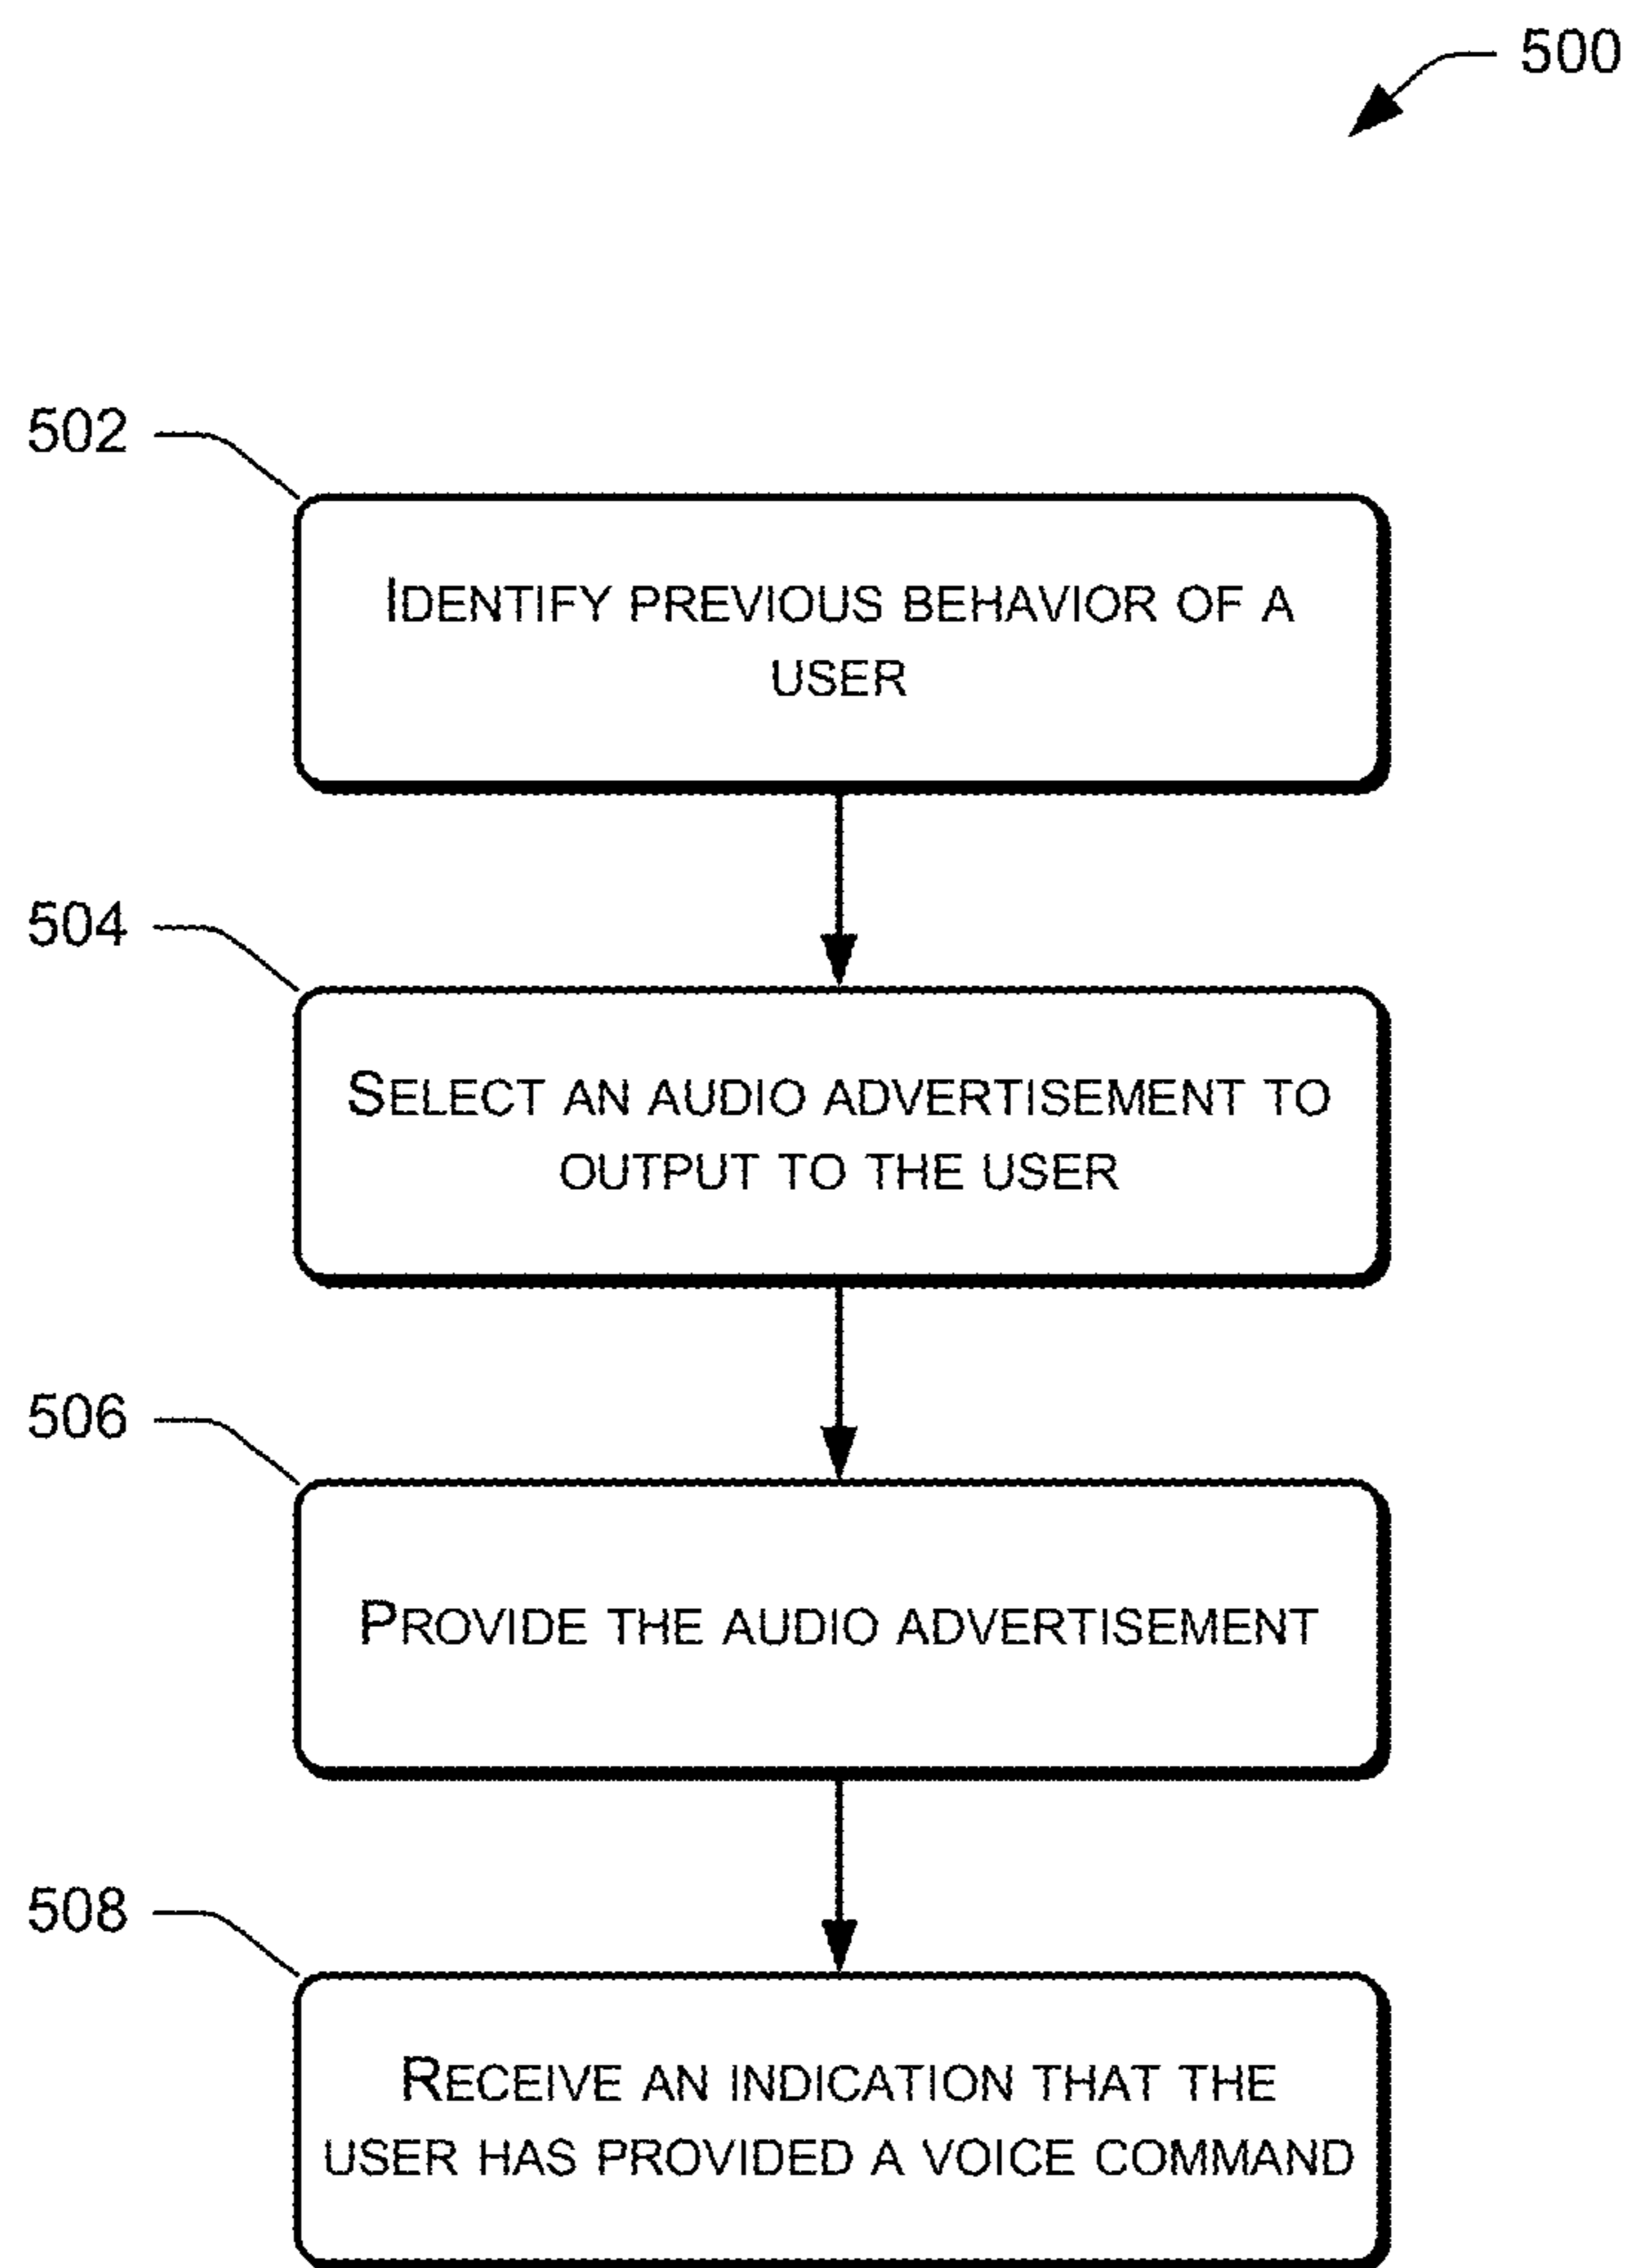 500
502
IDENTIFY PREVIOUS BEHAVIOR OF A
USER
504
SELECT AN AUDIO ADVERTISEMENT TO
OUTPUT TO THE USER
506
PROVIDE THE AUDIO ADVERTISEMENT
508
RECEIVE AN INDICATION THAT THE
USER HAS PROVIDED A VOICE COMMAND